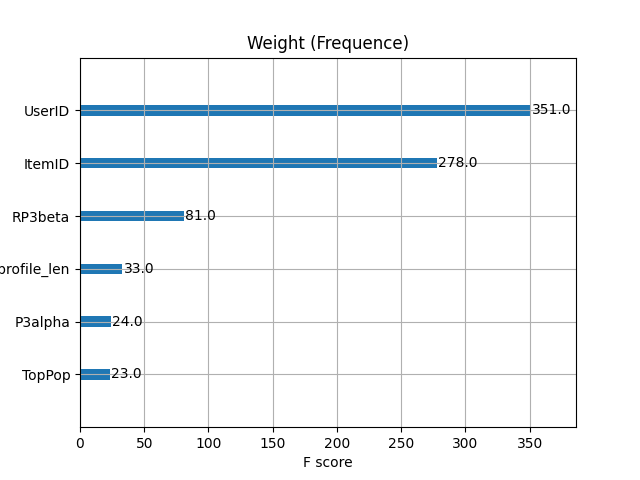 Weight (Frequence)
UserID 351.0
ItemID 278.0
RP3beta 81.0
profile_len 33.0
P3alpha 24.0
TopPop 23.0
0 50 100 150 200 250 300 350
F score